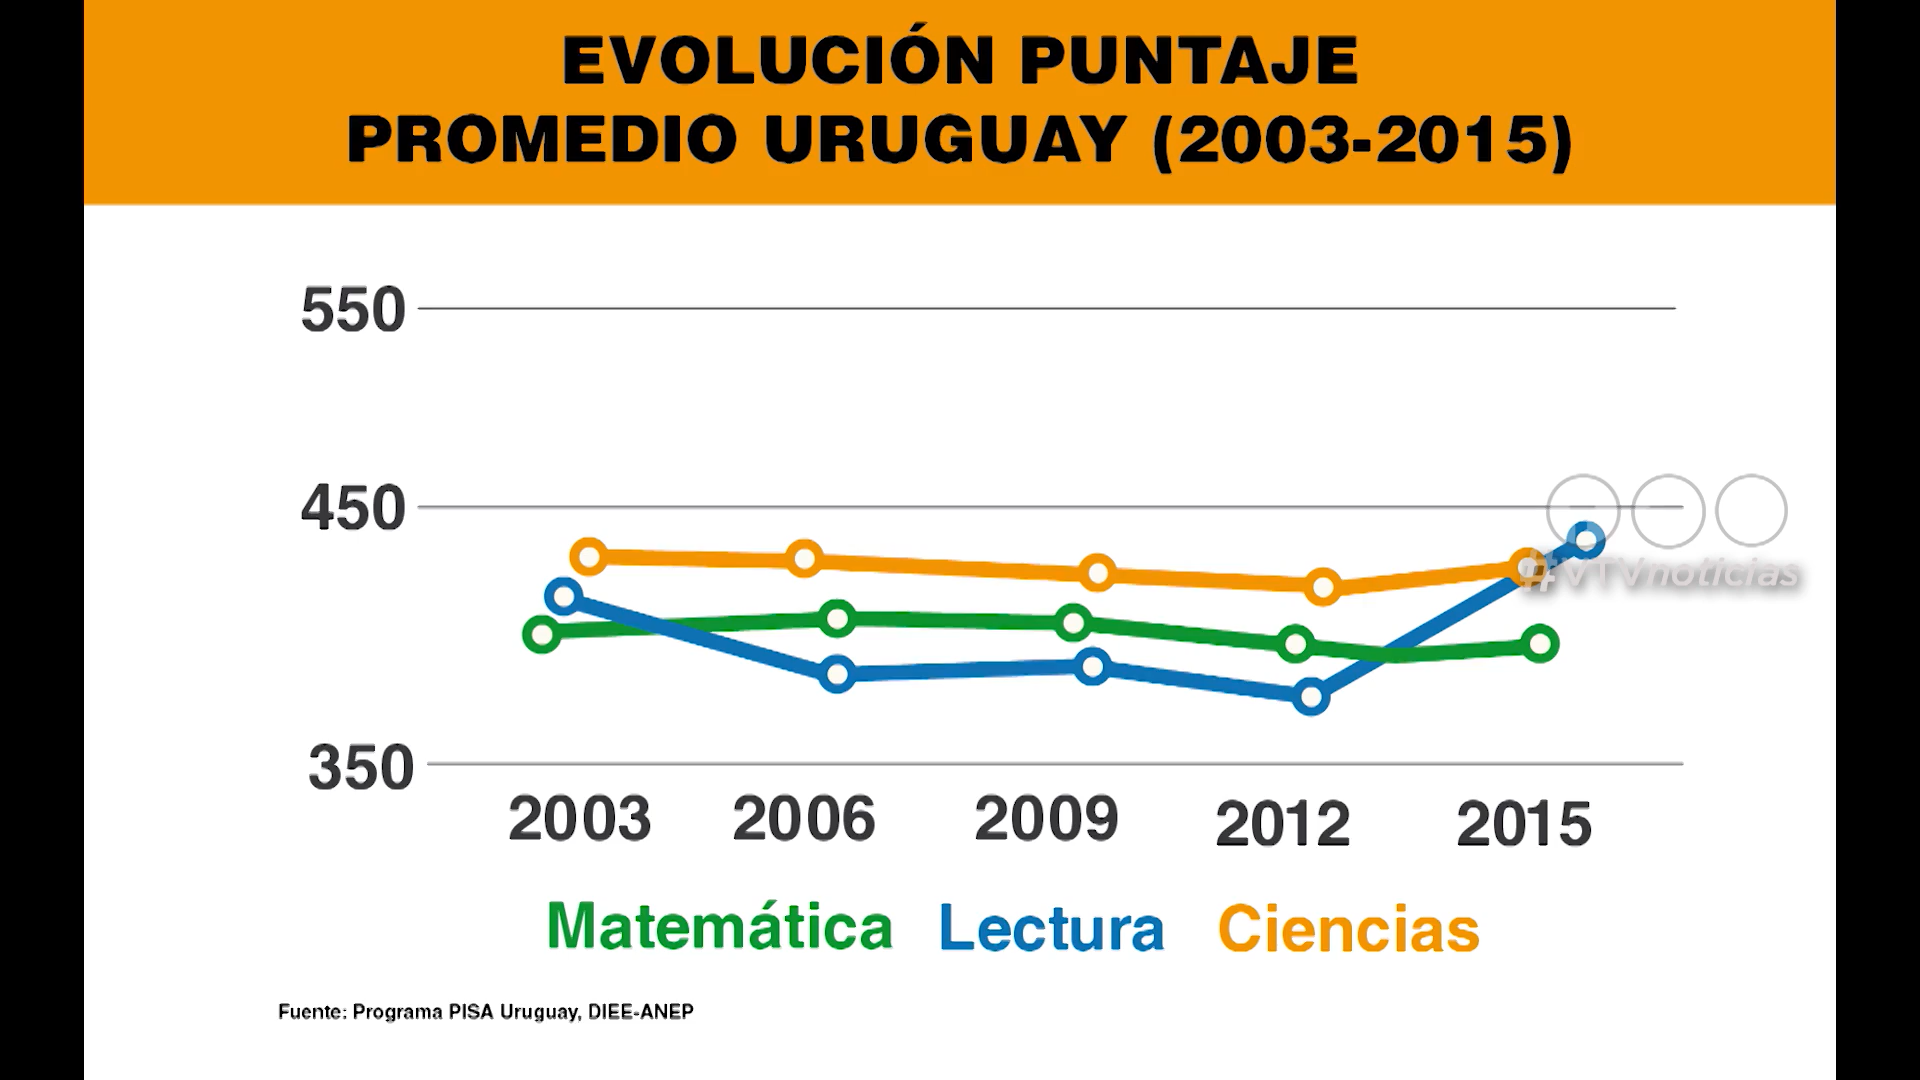 EVOLUCIÓN PUNTAJE
PROMEDIO URUGUAY (2003-2015)
550
450
#VTVnoticias
350
2003 2006 2009 2012 2015
Matemática Lectura Ciencias
Fuente: Programa PISA Uruguay, DIEE-ANEP